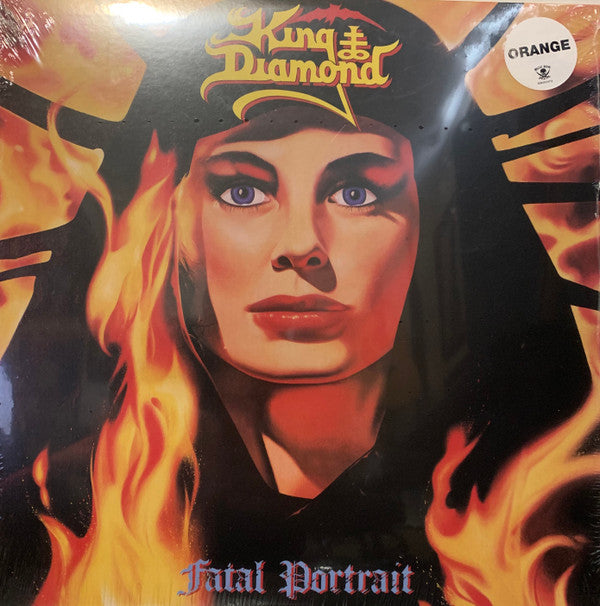 King
Diamond
ORANGE
Fatal Portrait